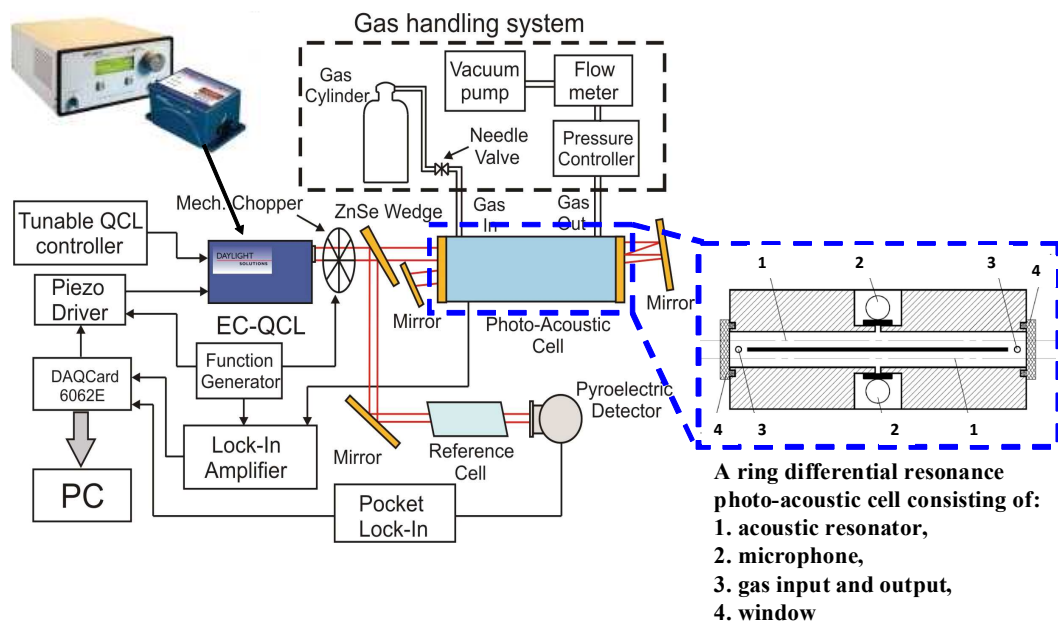 Gas handling system
Gas
Cylinder
Vacuum
pump
Flow
meter
Needle
Valve
Pressure
Controller
Mech. Chopper
ZnSe Wedge
Gas
In
Gas
Out
Tunable QCL
controller
DAYLIGHT
SOLUTIONS
Piezo
Driver
EC-QCL
Mirror
Photo-Acoustic
Cell
Mirror
1
2
3
4
4
3
2
1
DAQCard
6062E
Function
Generator
Pyroelectric
Detector
Lock-In
Amplifier
Mirror
Reference
Cell
PC
Pocket
Lock-In
A ring differential resonance
photo-acoustic cell consisting of:
1. acoustic resonator,
2. microphone,
3. gas input and output,
4. window